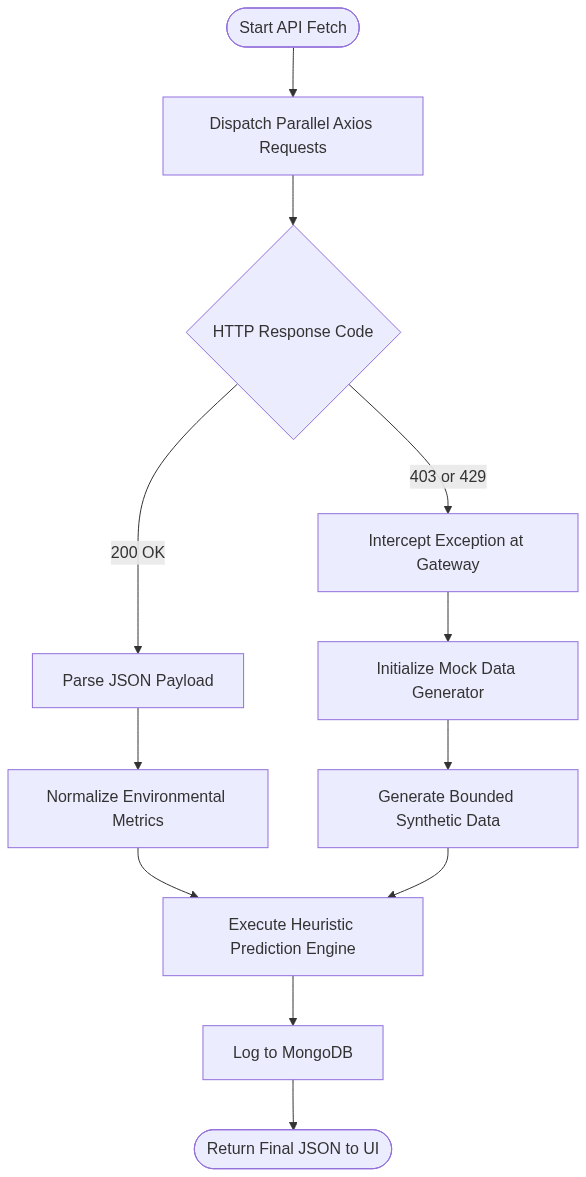 Start API Fetch
Dispatch Parallel Axios
Requests
HTTP Response Code
403 or 429
Intercept Exception at
Gateway
200 OK
Parse JSON Payload
Initialize Mock Data
Generator
Normalize Environmental
Metrics
Generate Bounded
Synthetic Data
Execute Heuristic
Prediction Engine
Log to MongoDB
Return Final JSON to UI